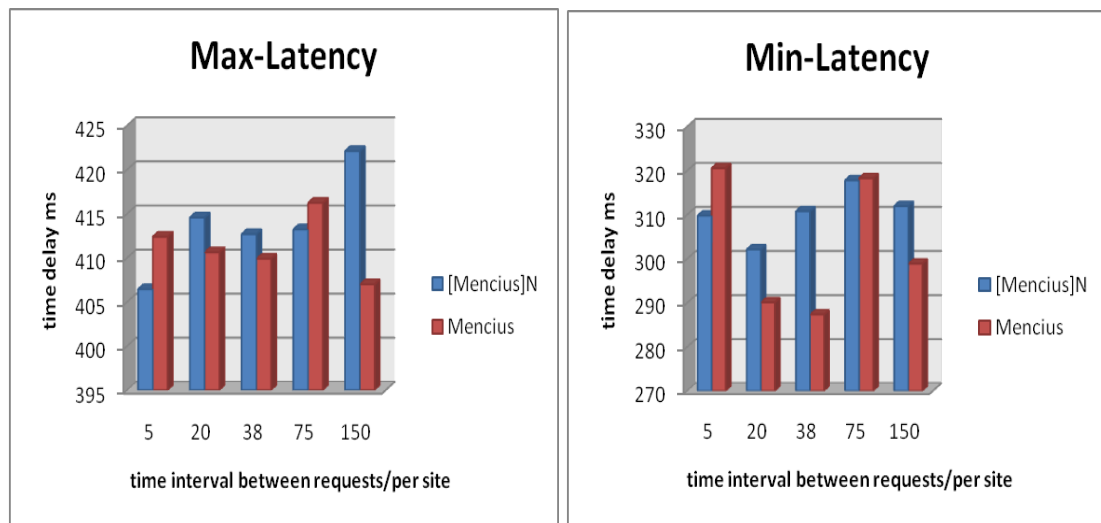 Max-Latency
425
420
415
410
405
400
395
time delay ms
5 20 38 75 150
time interval between requests/per site
[Mencius]N
Mencius
Min-Latency
330
320
310
300
290
280
270
time delay ms
5 20 38 75 150
time interval between requests/per site
[Mencius]N
Mencius